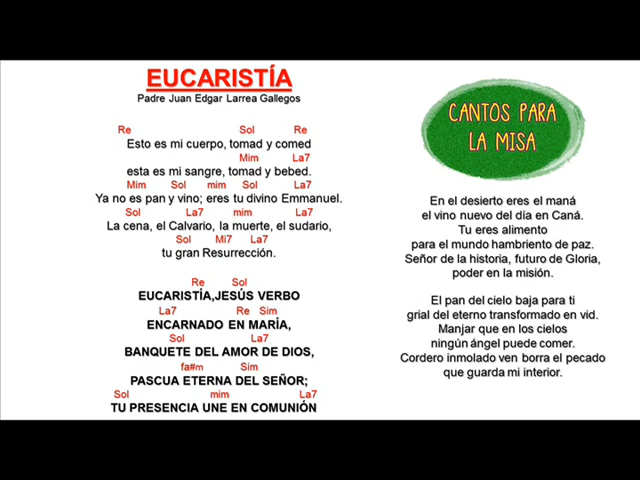 EUCARISTÍA
Padre Juan Edgar Larrea Gallegos
Re Sol Re
Esto es mi cuerpo, tomad y comed
Mim La7
esta es mi sangre, tomad y bebed.
Mim Sol mim Sol La7
Ya no es pan y vino; eres tu divino Emmanuel.
Sol La7 mim La7
La cena, el Calvario, la muerte, el sudario,
Sol Mi7 La7
tu gran Resurrección.
Re Sol
EUCARISTÍA,JESÚS VERBO
La7 Re Sim
ENCARNADO EN MARÍA,
Sol La7
BANQUETE DEL AMOR DE DIOS,
fa#m Sim
PASCUA ETERNA DEL SEÑOR;
Sol mim La7
TU PRESENCIA UNE EN COMUNIÓN
CANTOS PARA
LA MISA
En el desierto eres el maná
el vino nuevo del día en Caná.
Tu eres alimento
para el mundo hambriento de paz.
Señor de la historia, futuro de Gloria,
poder en la misión.
El pan del cielo baja para ti
grial del eterno transformado en vid.
Manjar que en los cielos
ningún ángel puede comer.
Cordero inmolado ven borra el pecado
que guarda mi interior.